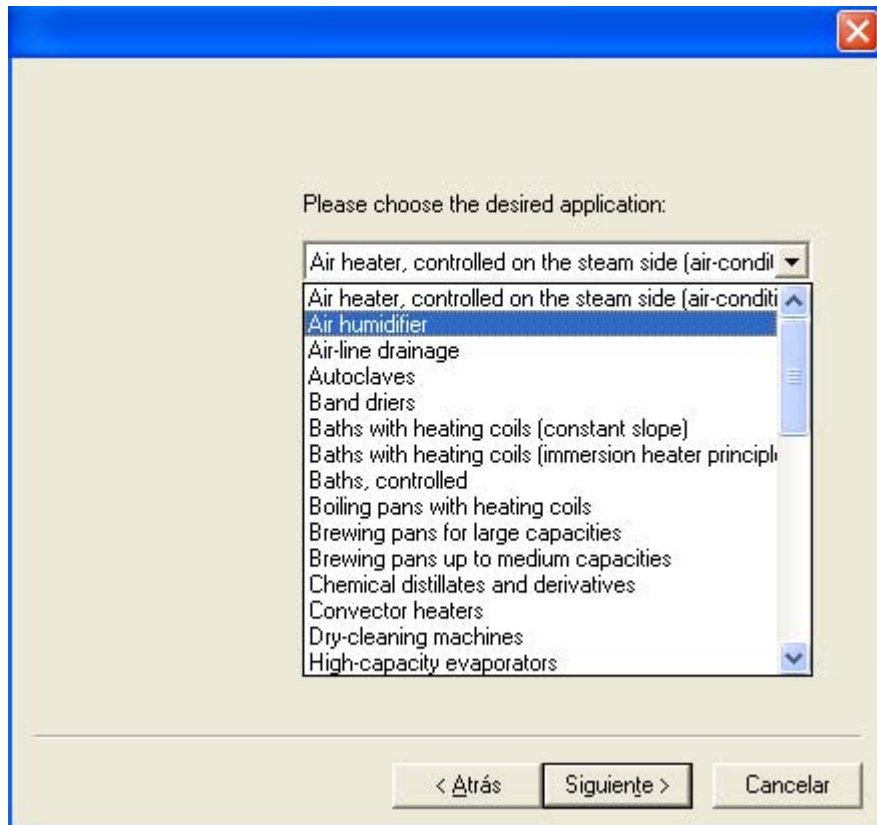 Please choose the desired application:
Air heater, controlled on the steam side (air-condit
Air heater, controlled on the steam side (air-conditi
Air humidifier
Air-line drainage
Autoclaves
Band driers
Baths with heating coils (constant slope)
Baths with heating coils (immersion heater principl
Baths, controlled
Boiling pans with heating coils
Brewing pans for large capacities
Brewing pans up to medium capacities
Chemical distillates and derivatives
Convector heaters
Dry-cleaning machines
High-capacity evaporators
< Atrás Siguiente > Cancelar